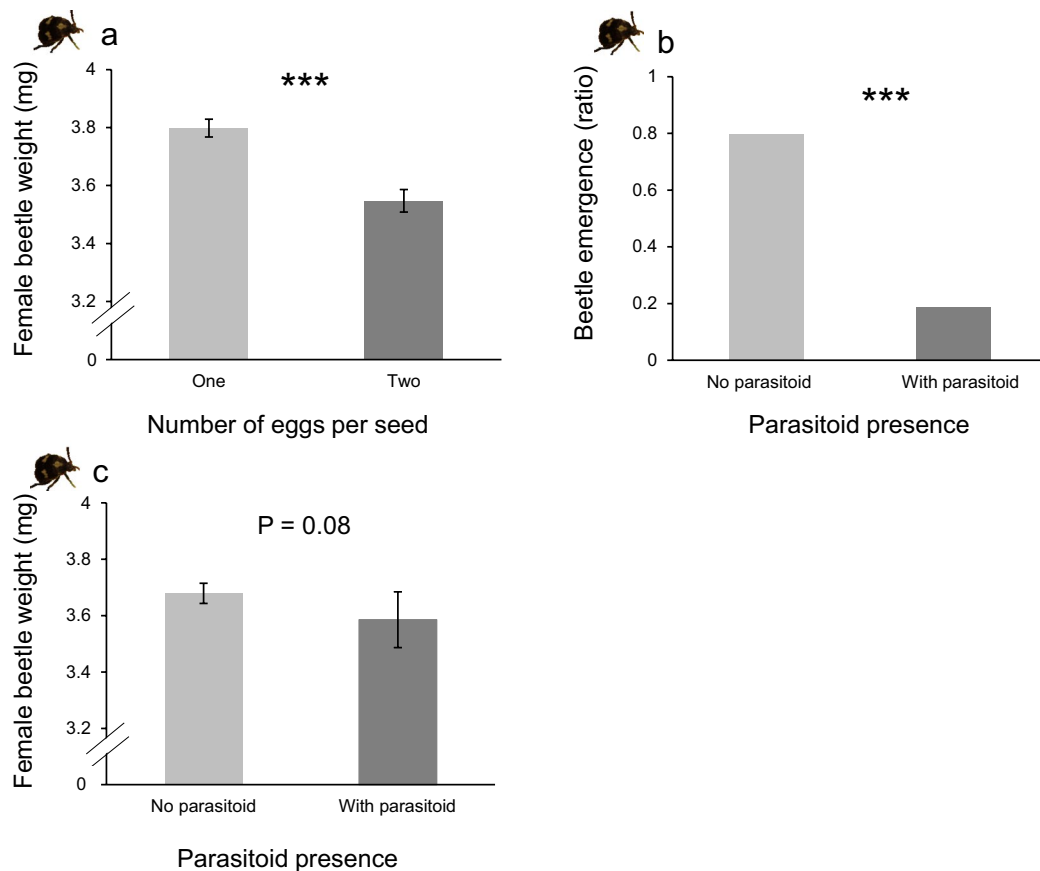 a
Female beetle weight (mg)
4
3.8
3.6
3.4
3.2
0
***
One
Two
Number of eggs per seed
b
Beetle emergence (ratio)
1
0.8
0.6
0.4
0.2
0
***
No parasitoid
With parasitoid
Parasitoid presence
c
Female beetle weight (mg)
4
3.8
3.6
3.4
3.2
0
P = 0.08
No parasitoid
With parasitoid
Parasitoid presence